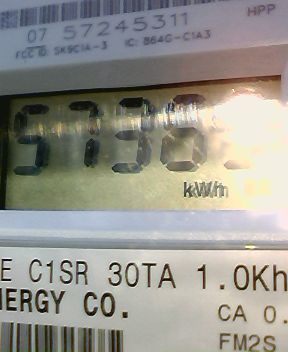 HPP
07 57245311
FCC ID: SK9C1A-3 IC: 864G-C1A3
kWh
E C1SR 30TA 1.0Kh
NERGY CO.
CA 0.
FM2S